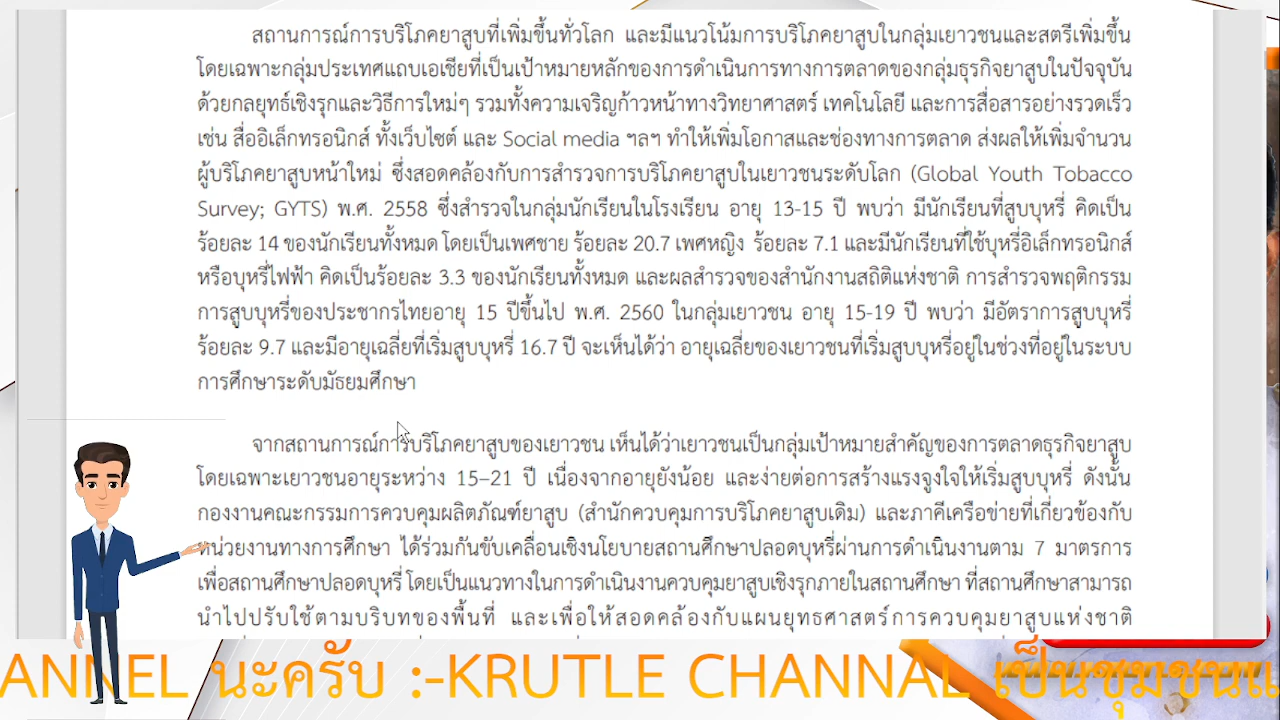 สถานการณ์การบริโภคยาสูบที่เพิ่มขึ้นทั่วโลก และมีแนวโน้มการบริโภคยาสูบในกลุ่มเยาวชนและสตรีเพิ่มขึ้น
โดยเฉพาะกลุ่มประเทศแถบเอเชียที่เป็นเป้าหมายหลักของการดำเนินการทางการตลาดของกลุ่มธุรกิจยาสูบในปัจจุบัน
ด้วยกลยุทธ์เชิงรุกและวิธีการใหม่ๆ รวมทั้งความเจริญก้าวหน้าทางวิทยาศาสตร์ เทคโนโลยี และการสื่อสารอย่างรวดเร็ว
เช่น สื่ออิเล็กทรอนิกส์ ทั้งเว็บไซต์ และ Social media ฯลฯ ทำให้เพิ่มโอกาสและช่องทางการตลาด ส่งผลให้เพิ่มจำนวน
ผู้บริโภคยาสูบหน้าใหม่ ซึ่งสอดคล้องกับการสำรวจการบริโภคยาสูบในเยาวชนระดับโลก (Global Youth Tobacco
Survey; GYTS) พ.ศ. 2558 ซึ่งสำรวจในกลุ่มนักเรียนในโรงเรียน อายุ 13-15 ปี พบว่า มีนักเรียนที่สูบบุหรี่ คิดเป็น
ร้อยละ 14 ของนักเรียนทั้งหมด โดยเป็นเพศชาย ร้อยละ 20.7 เพศหญิง ร้อยละ 7.1 และมีนักเรียนที่ใช้บุหรี่อิเล็กทรอนิกส์
หรือบุหรี่ไฟฟ้า คิดเป็นร้อยละ 3.3 ของนักเรียนทั้งหมด และผลสำรวจของสำนักงานสถิติแห่งชาติ การสำรวจพฤติกรรม
การสูบบุหรี่ของประชากรไทยอายุ 15 ปีขึ้นไป พ.ศ. 2560 ในกลุ่มเยาวชน อายุ 15-19 ปี พบว่า มีอัตราการสูบบุหรี่
ร้อยละ 9.7 และมีอายุเฉลี่ยที่เริ่มสูบบุหรี่ 16.7 ปี จะเห็นได้ว่า อายุเฉลี่ยของเยาวชนที่เริ่มสูบบุหรี่อยู่ในช่วงที่อยู่ในระบบ
การศึกษาระดับมัธยมศึกษา
จากสถานการณ์การบริโภคยาสูบของเยาวชน เห็นได้ว่าเยาวชนเป็นกลุ่มเป้าหมายสำคัญของการตลาดธุรกิจยาสูบ
โดยเฉพาะเยาวชนอายุระหว่าง 15–21 ปี เนื่องจากอายุยังน้อย และง่ายต่อการสร้างแรงจูงใจให้เริ่มสูบบุหรี่ ดังนั้น
กองงานคณะกรรมการควบคุมผลิตภัณฑ์ยาสูบ (สำนักควบคุมการบริโภคยาสูบเดิม) และภาคีเครือข่ายที่เกี่ยวข้องกับ
หน่วยงานทางการศึกษา ได้ร่วมกันขับเคลื่อนเชิงนโยบายสถานศึกษาปลอดบุหรี่ผ่านการดำเนินงานตาม 7 มาตรการ
เพื่อสถานศึกษาปลอดบุหรี่ โดยเป็นแนวทางในการดำเนินงานควบคุมยาสูบเชิงรุกภายในสถานศึกษา ที่สถานศึกษาสามารถ
นำไปปรับใช้ตามบริบทของพื้นที่ และเพื่อให้สอดคล้องกับแผนยุทธศาสตร์การควบคุมยาสูบแห่งชาติ
ANNEL นะครับ :-KRUTLE CHANNAL เป็นชุมชนแ